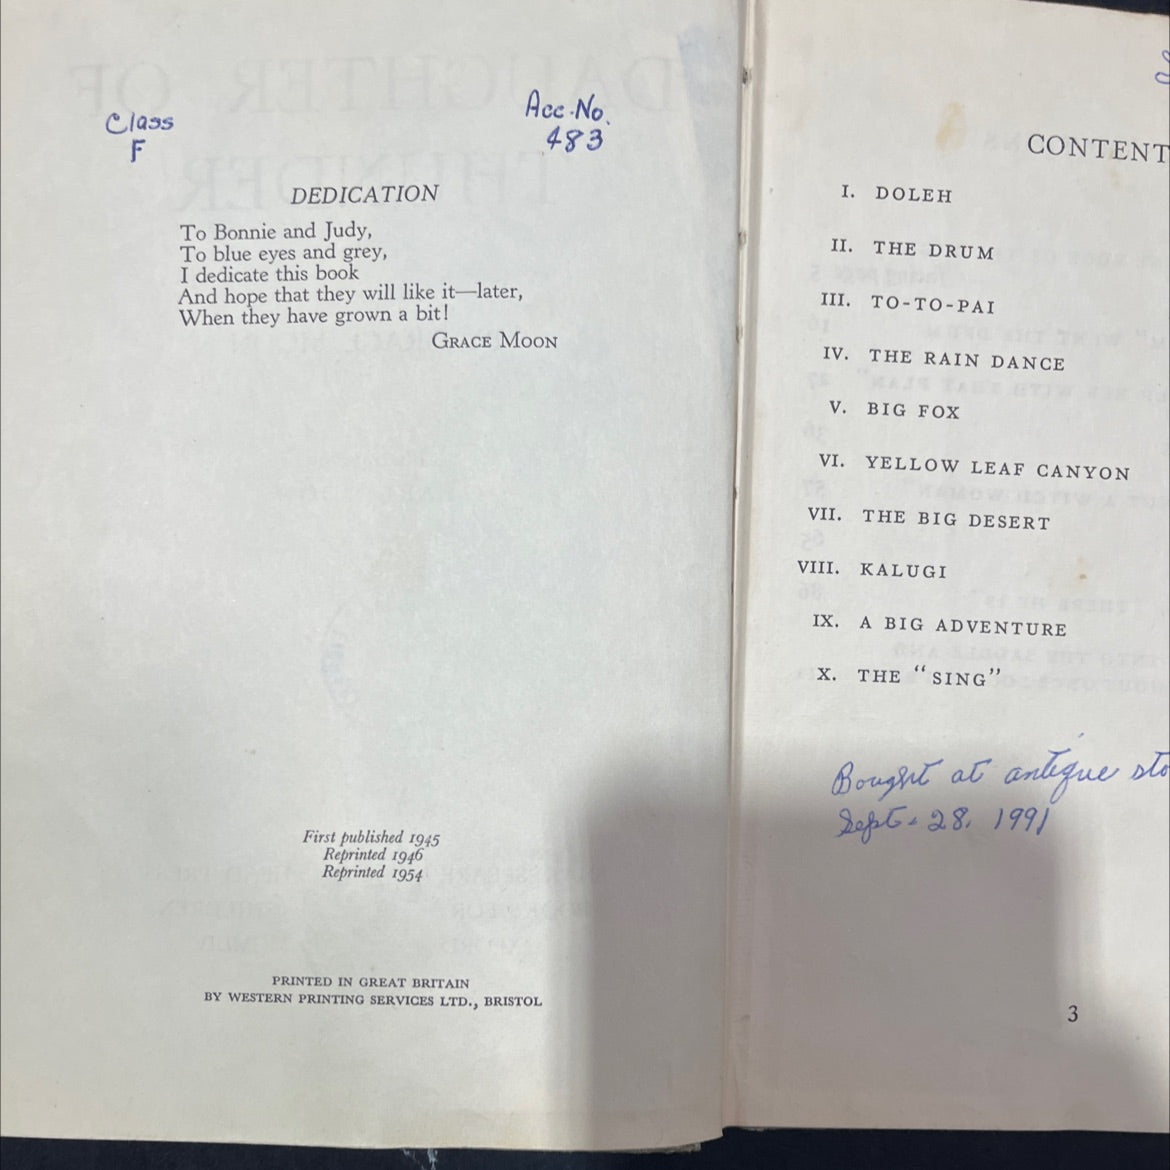 Class
F
Acc. No.
483
DEDICATION
To Bonnie and Judy,
To blue eyes and grey,
I dedicate this book
And hope that they will like it—later,
When they have grown a bit!
GRACE MOON
First published 1945
Reprinted 1946
Reprinted 1954
PRINTED IN GREAT BRITAIN
BY WESTERN PRINTING SERVICES LTD., BRISTOL
CONTENT
I. DOLEH
II. THE DRUM
III. TO-TO-PAI
IV. THE RAIN DANCE
V. BIG FOX
VI. YELLOW LEAF CANYON
VII. THE BIG DESERT
VIII. KALUGI
IX. A BIG ADVENTURE
X. THE “SING”
Bought at antique sto
Sept. 28, 1991
3